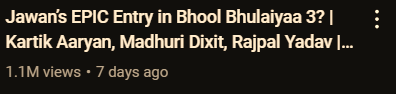 Jawan's EPIC Entry in Bhool Bhulaiyaa 3? |
Kartik Aaryan, Madhuri Dixit, Rajpal Yadav |...
1.1M views • 7 days ago